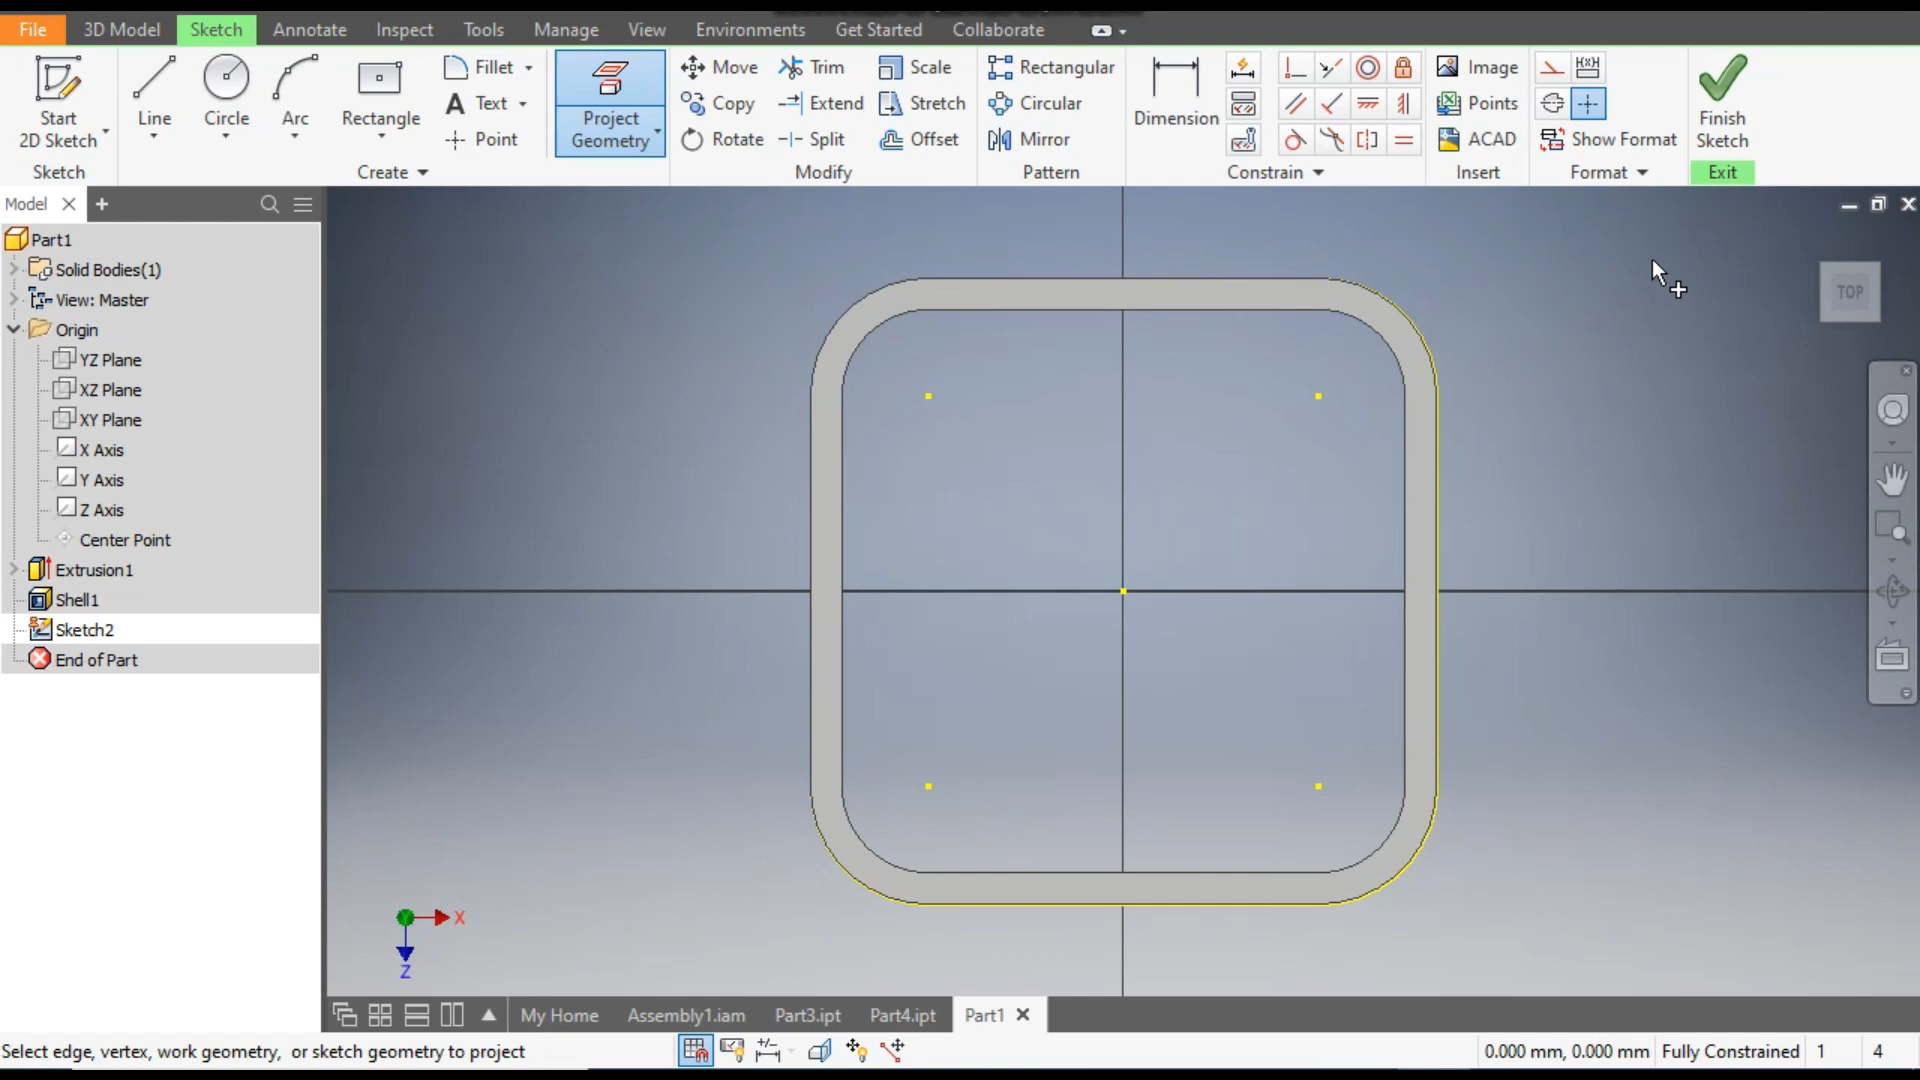 File 3D Model Sketch Annotate Inspect Tools Manage View Environments Get Started Collaborate
Start
2D Sketch
Line
Circle
Arc
Rectangle
Fillet
Text
Point
Project
Geometry
Move
Copy
Rotate
Trim
Extend
Split
Scale
Stretch
Offset
Rectangular
Circular
Mirror
Dimension
Image
Points
ACAD
Show Format
Finish
Sketch
Sketch
Create
Modify
Pattern
Constrain
Insert
Format
Exit
Model
Part1
Solid Bodies(1)
View: Master
Origin
YZ Plane
XZ Plane
XY Plane
X Axis
Y Axis
Z Axis
Center Point
Extrusion1
Shell1
Sketch2
End of Part
TOP
X
Z
My Home Assembly1.iam Part3.ipt Part4.ipt Part1
Select edge, vertex, work geometry, or sketch geometry to project
0.000 mm, 0.000 mm Fully Constrained 1 4